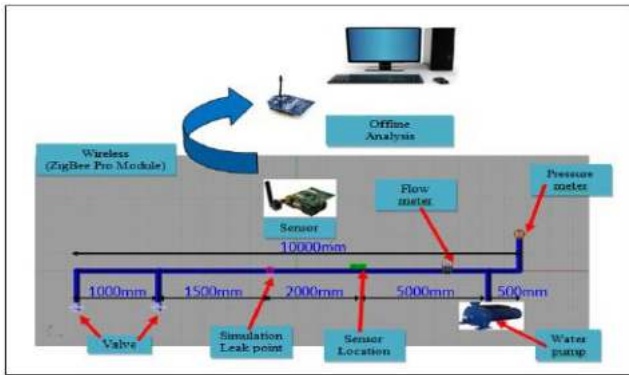 Offline
Analysis
Wireless
(ZigBee Pro Module)
Sensor
Flow
meter
Pressure
meter
10000mm
1000mm
1500mm
2000mm
5000mm
500mm
Valve
Simulation
Leak point
Sensor
Location
Water
pump